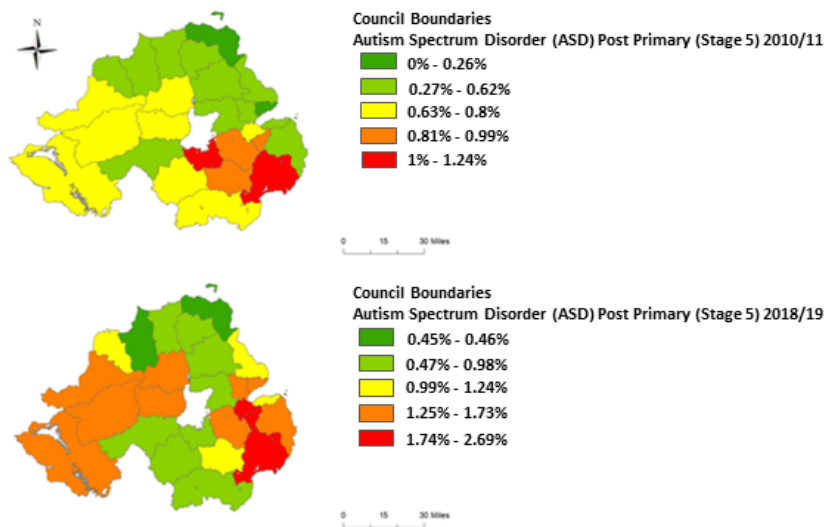 N
Council Boundaries
Autism Spectrum Disorder (ASD) Post Primary (Stage 5) 2010/11
0% - 0.26%
0.27% - 0.62%
0.63% - 0.8%
0.81% - 0.99%
1% - 1.24%
0 15 30 Miles
Council Boundaries
Autism Spectrum Disorder (ASD) Post Primary (Stage 5) 2018/19
0.45% - 0.46%
0.47% - 0.98%
0.99% - 1.24%
1.25% - 1.73%
1.74% - 2.69%
0 15 30 Miles